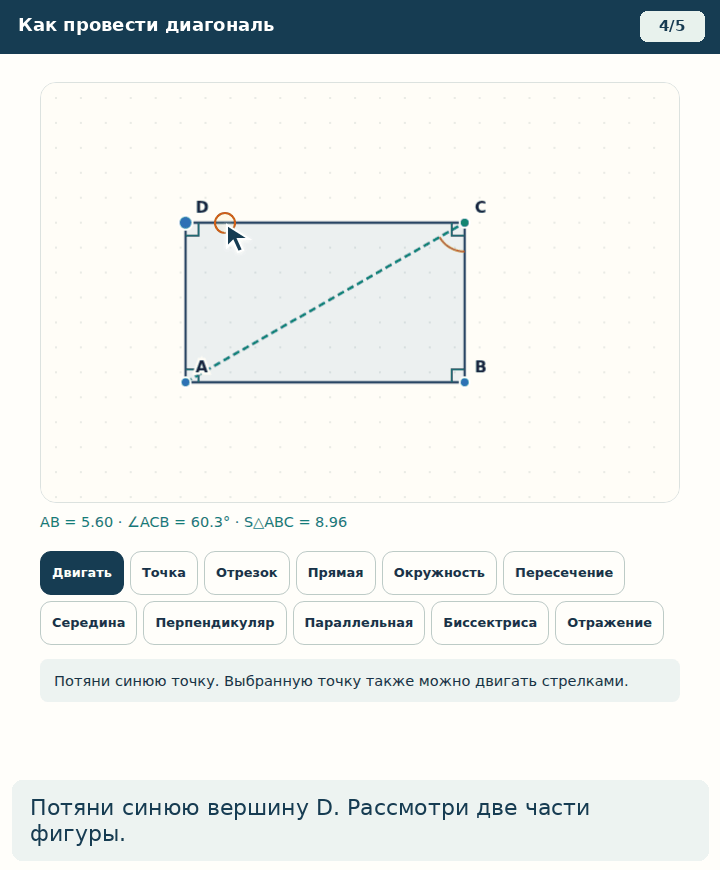 Как провести диагональ
4/5
D
C
A
B
AB = 5.60 · ∠ACB = 60.3° · S△ABC = 8.96
Двигать
Точка
Отрезок
Прямая
Окружность
Пересечение
Середина
Перпендикуляр
Параллельная
Биссектриса
Отражение
Потяни синюю точку. Выбранную точку также можно двигать стрелками.
Потяни синюю вершину D. Рассмотри две части
фигуры.